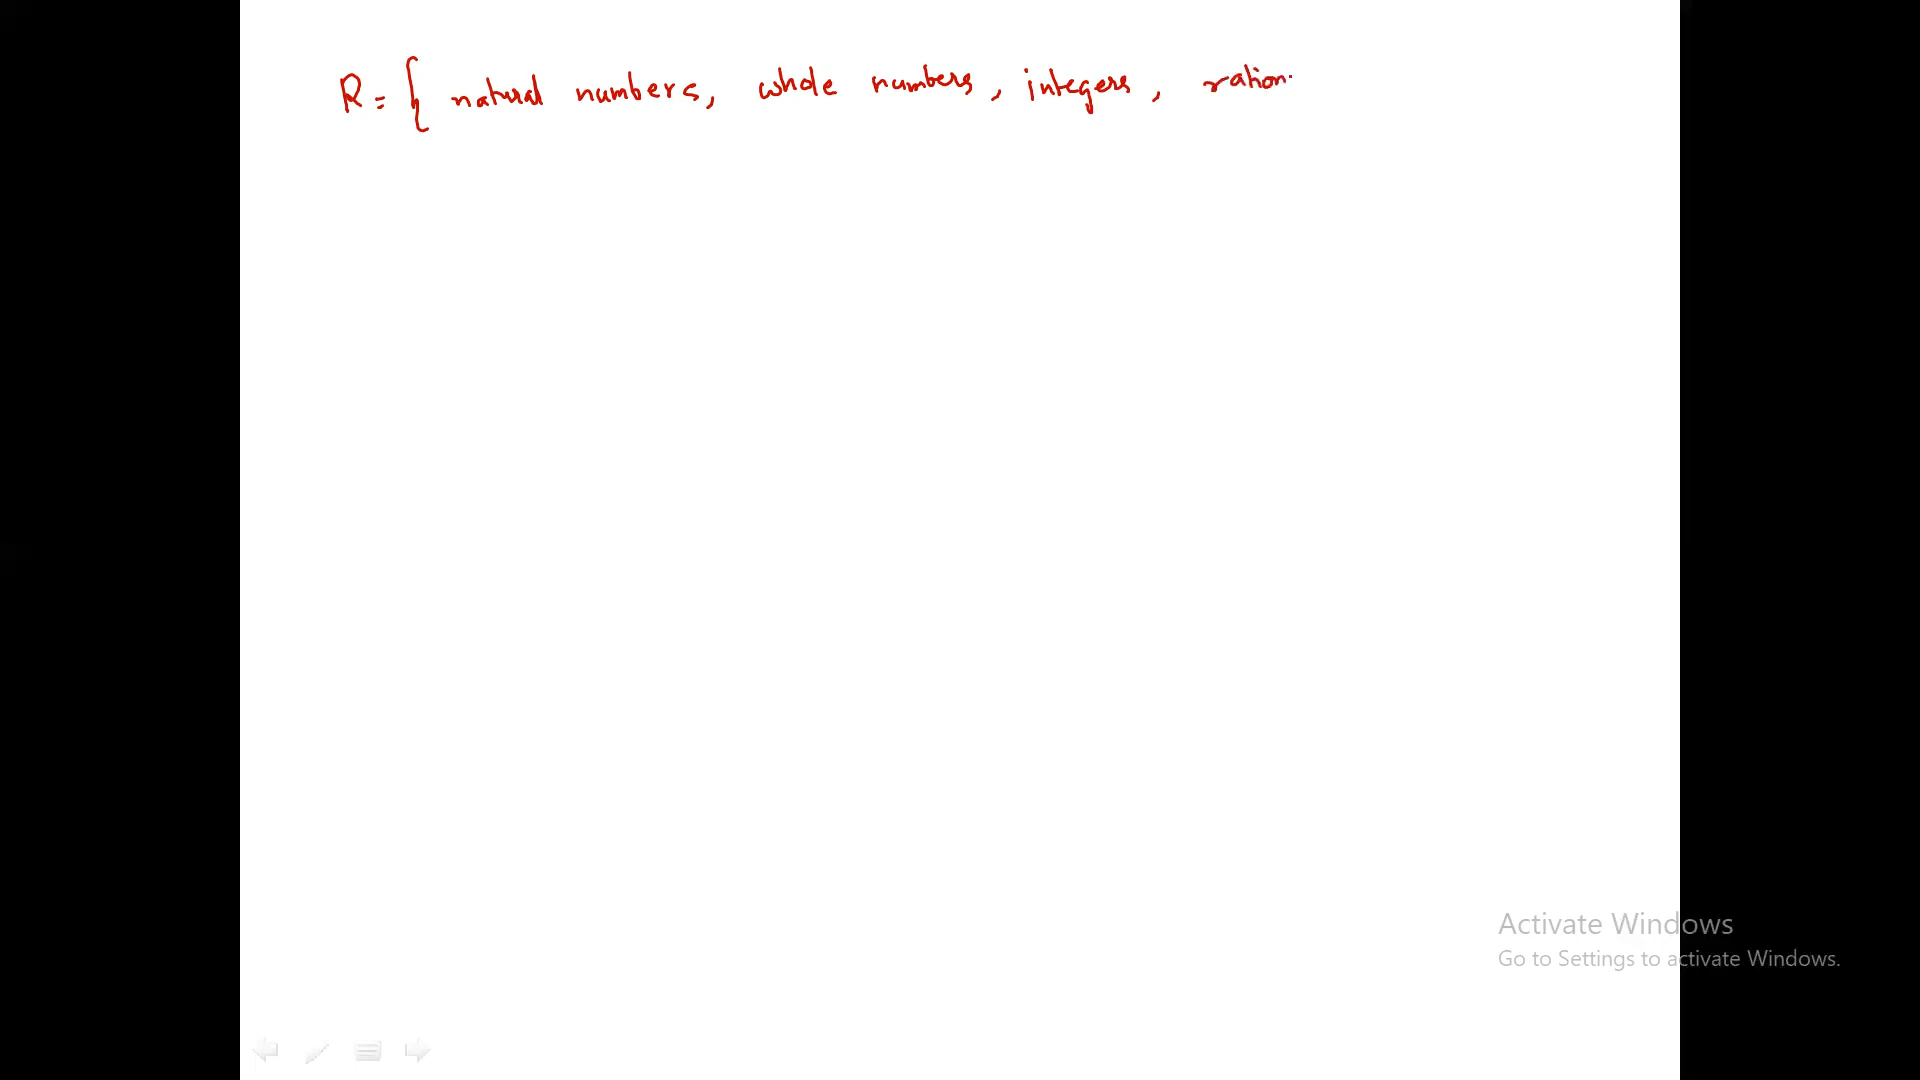 R = { natural numbers, whole numbers, integers, ration
Activate Windows
Go to Settings to activate Windows.